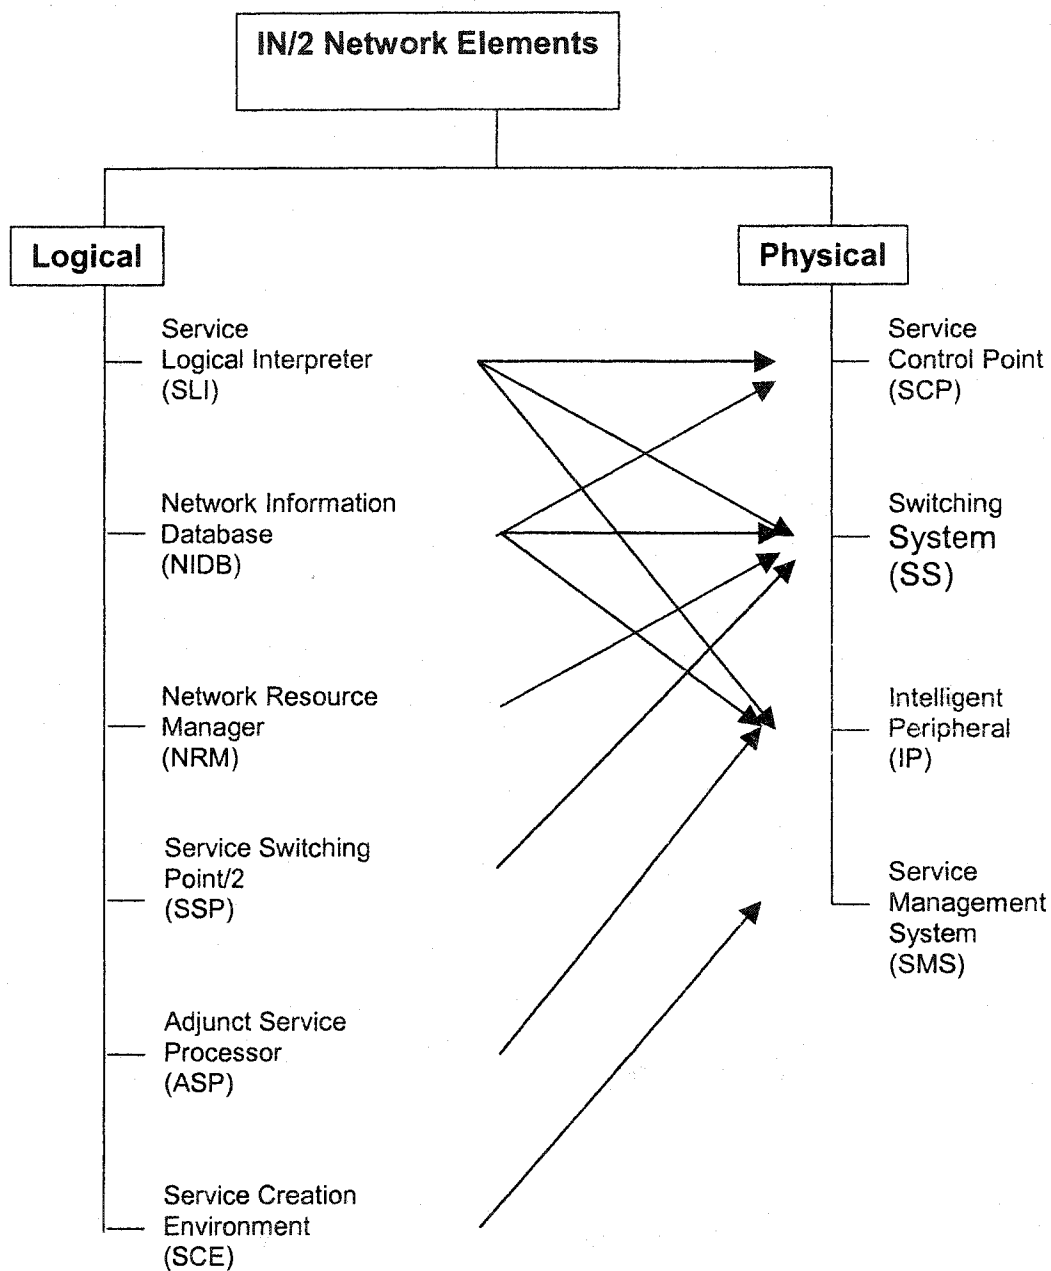 IN/2 Network Elements
Logical
Physical
Service
Logical Interpreter
(SLI)
Network Information
Database
(NIDB)
Network Resource
Manager
(NRM)
Service Switching
Point/2
(SSP)
Adjunct Service
Processor
(ASP)
Service Creation
Environment
(SCE)
Service
Control Point
(SCP)
Switching
System
(SS)
Intelligent
Peripheral
(IP)
Service
Management
System
(SMS)